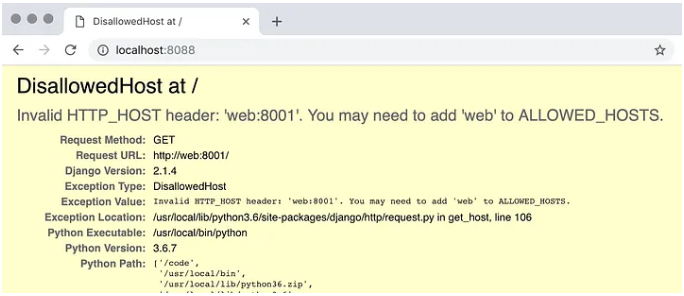 DisallowedHost at /
localhost:8088
DisallowedHost at /
Invalid HTTP_HOST header: 'web:8001'. You may need to add 'web' to ALLOWED_HOSTS.
Request Method: GET
Request URL: http://web:8001/
Django Version: 2.1.4
Exception Type: DisallowedHost
Exception Value: Invalid HTTP_HOST header: 'web:8001'. You may need to add 'web' to ALLOWED_HOSTS.
Exception Location: /usr/local/lib/python3.6/site-packages/django/http/request.py in get_host, line 106
Python Executable: /usr/local/bin/python
Python Version: 3.6.7
Python Path: ['/code',
'/usr/local/bin',
'/usr/local/lib/python36.zip',